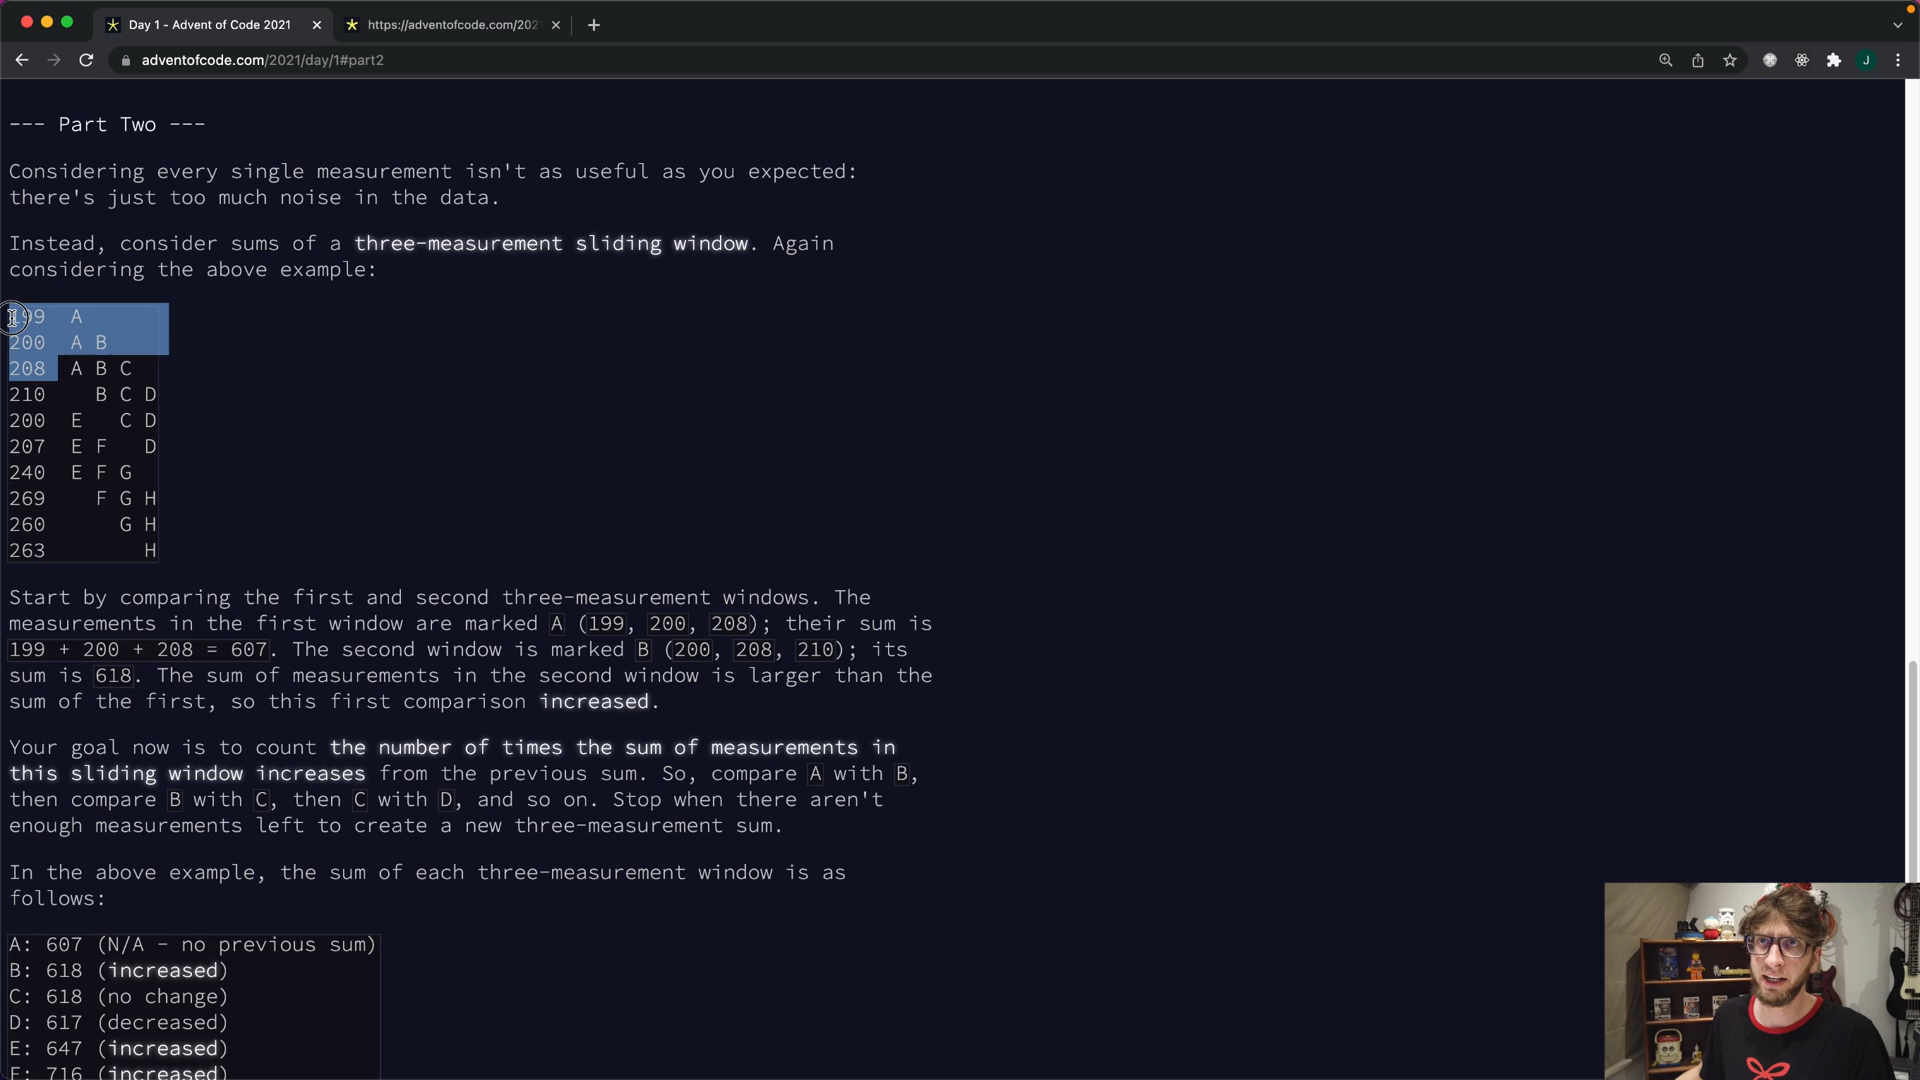 Day 1 - Advent of Code 2021
https://adventofcode.com/202
adventofcode.com/2021/day/1#part2
J
--- Part Two ---
Considering every single measurement isn't as useful as you expected:
there's just too much noise in the data.
Instead, consider sums of a three-measurement sliding window. Again
considering the above example:
199  A
200  A B
208  A B C
210    B C D
200  E   C D
207  E F   D
240  E F G
269    F G H
260      G H
263        H
Start by comparing the first and second three-measurement windows. The
measurements in the first window are marked A (199, 200, 208); their sum is
199 + 200 + 208 = 607. The second window is marked B (200, 208, 210); its
sum is 618. The sum of measurements in the second window is larger than the
sum of the first, so this first comparison increased.
Your goal now is to count the number of times the sum of measurements in
this sliding window increases from the previous sum. So, compare A with B,
then compare B with C, then C with D, and so on. Stop when there aren't
enough measurements left to create a new three-measurement sum.
In the above example, the sum of each three-measurement window is as
follows:
A: 607 (N/A - no previous sum)
B: 618 (increased)
C: 618 (no change)
D: 617 (decreased)
E: 647 (increased)
F: 716 (increased)